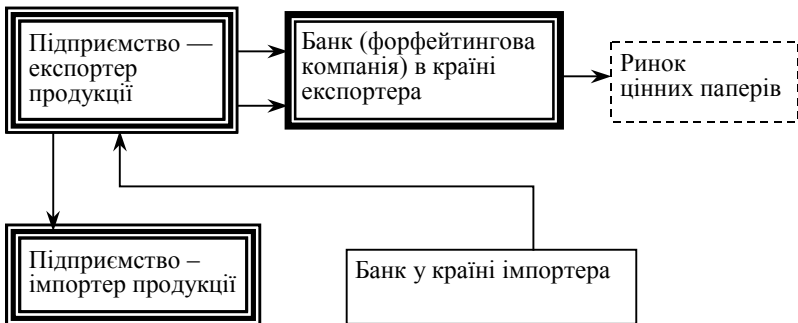 Підприємство —
експортер
продукції
Банк (форфейтингова
компанія) в країні
експортера
Ринок
цінних паперів
Підприємство –
імпортер продукції
Банк у країні імпортера